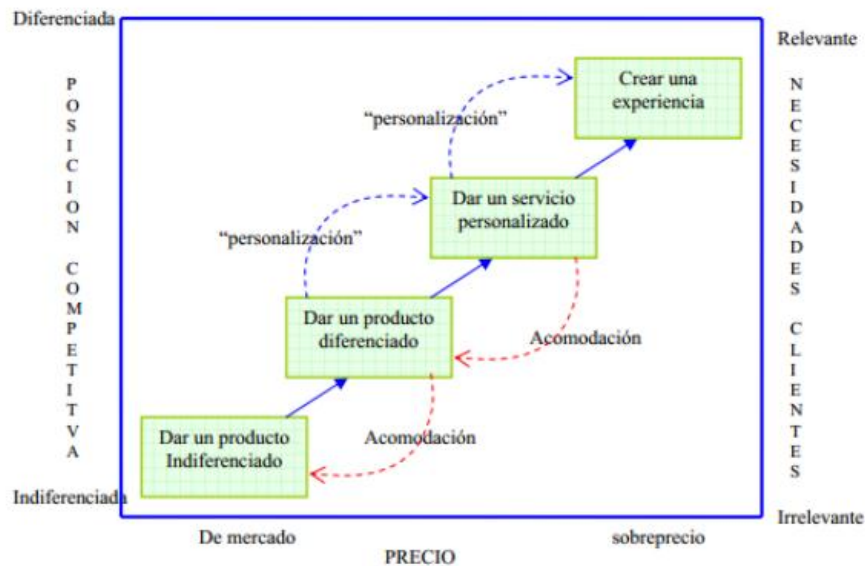 Diferenciada
Relevante
Crear una
experiencia
“personalización”
Dar un servicio
personalizado
“personalización”
Acomodación
Dar un producto
diferenciado
Acomodación
Dar un producto
Indiferenciado
POSICION COMPETITVA
NECESIDADES CLIENTES
Indiferenciada
Irrelevante
De mercado
sobreprecio
PRECIO